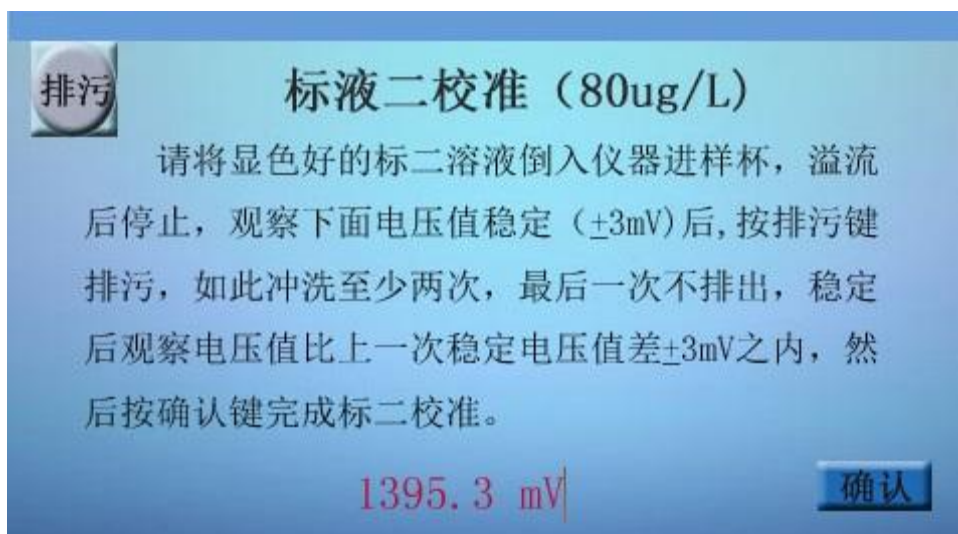 排污
标液二校准（80ug/L）
请将显色好的标二溶液倒入仪器进样杯，溢流
后停止，观察下面电压值稳定（±3mV)后,按排污键
排污，如此冲洗至少两次，最后一次不排出，稳定
后观察电压值比上一次稳定电压值差±3mV之内，然
后按确认键完成标二校准。
1395.3 mV
确认